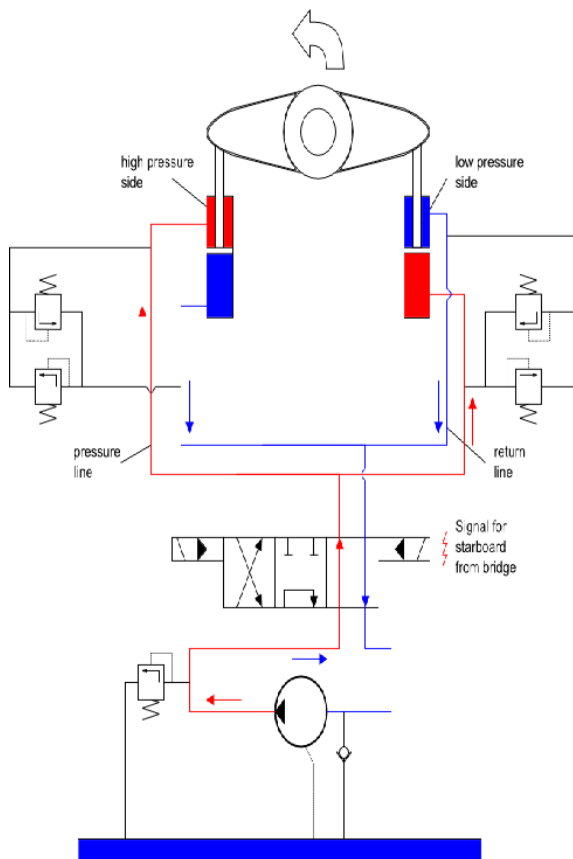 high pressure
side
low pressure
side
pressure
line
return
line
Signal for
starboard
from bridge